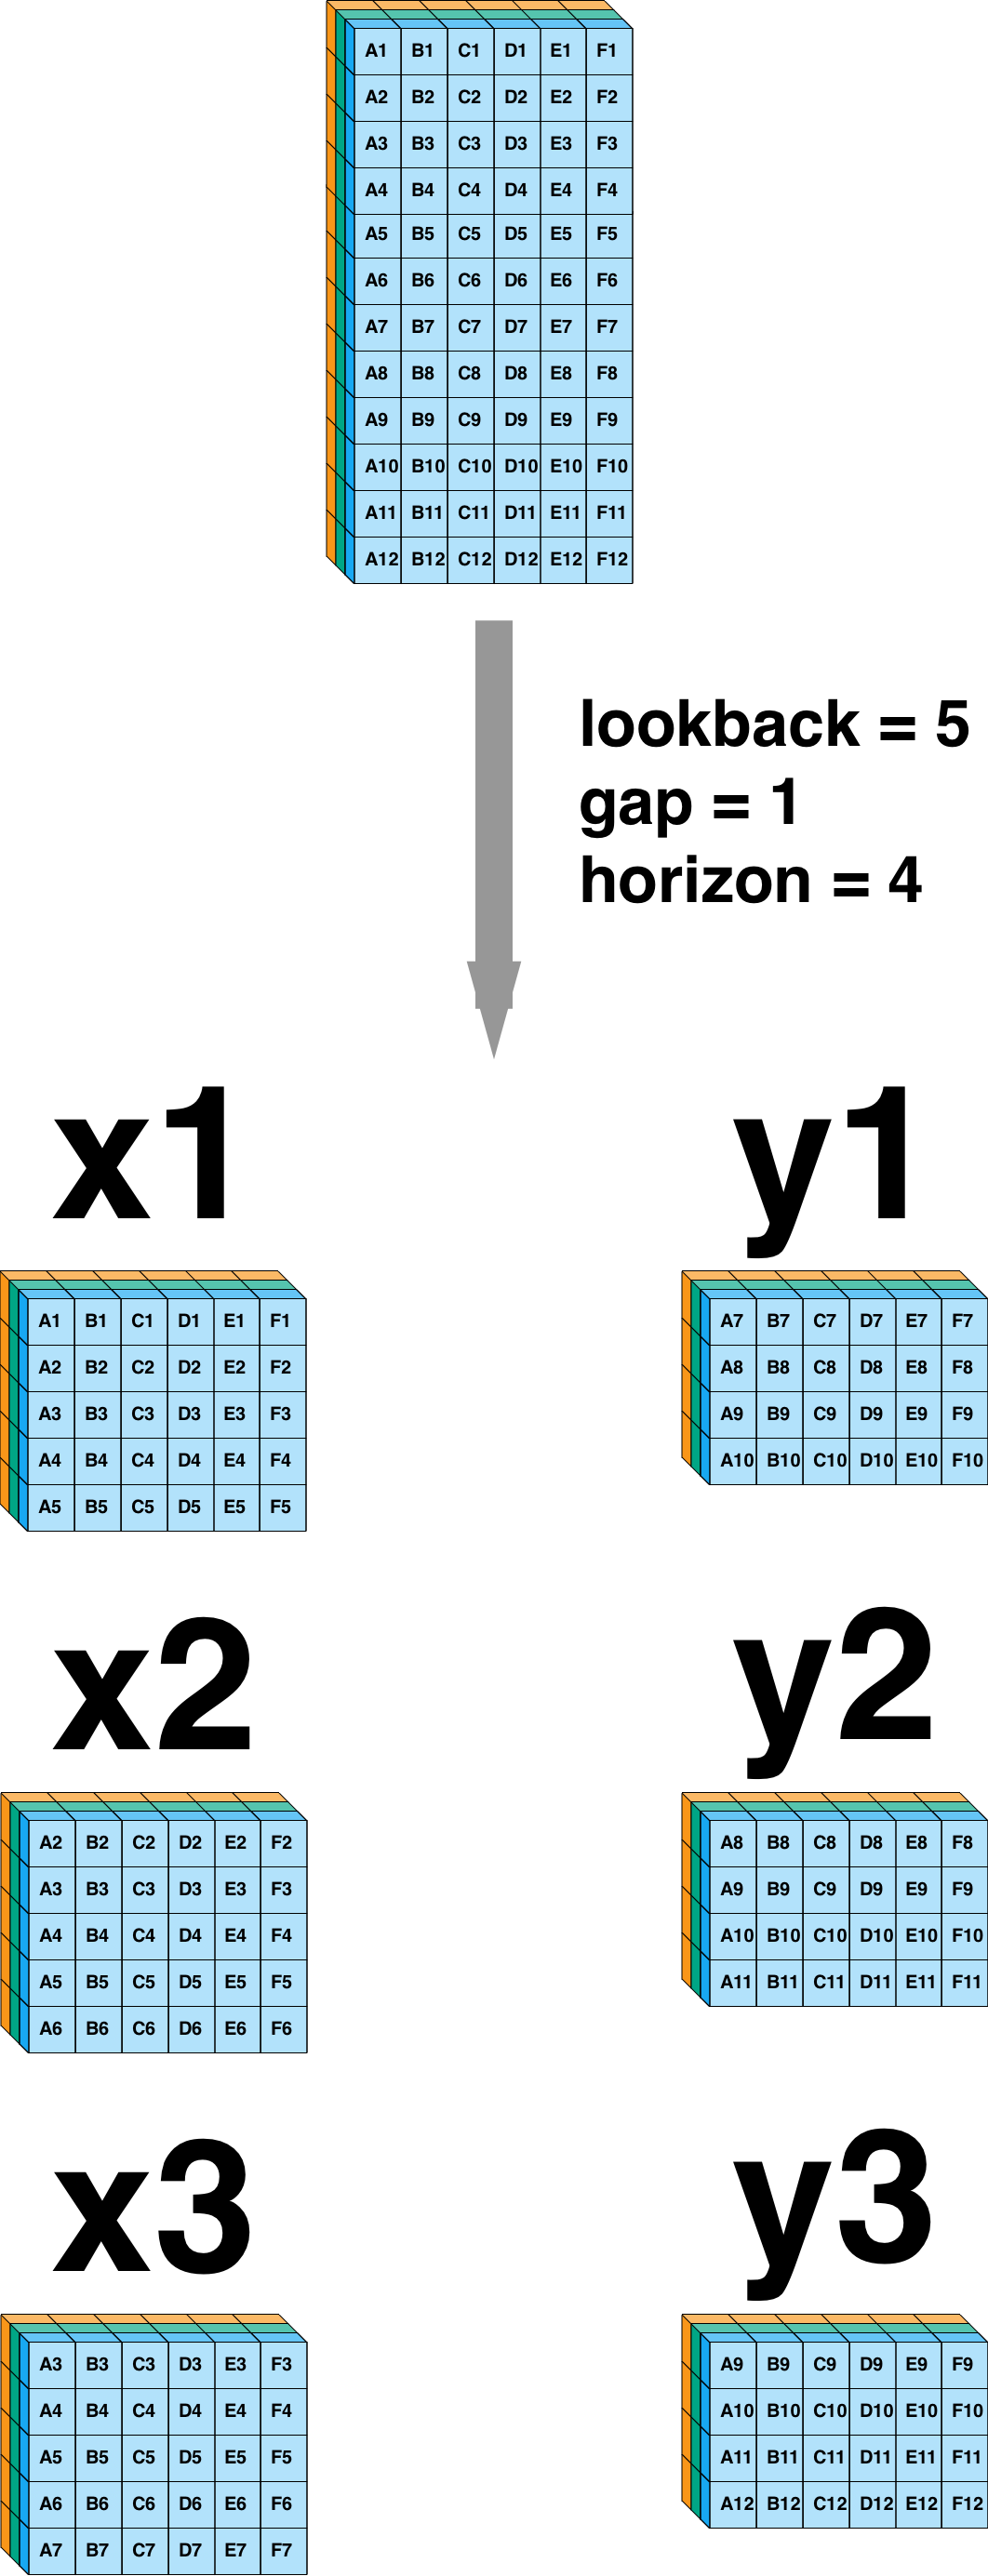 A1 B1 C1 D1 E1 F1
A2 B2 C2 D2 E2 F2
A3 B3 C3 D3 E3 F3
A4 B4 C4 D4 E4 F4
A5 B5 C5 D5 E5 F5
A6 B6 C6 D6 E6 F6
A7 B7 C7 D7 E7 F7
A8 B8 C8 D8 E8 F8
A9 B9 C9 D9 E9 F9
A10 B10 C10 D10 E10 F10
A11 B11 C11 D11 E11 F11
A12 B12 C12 D12 E12 F12
lookback = 5
gap = 1
horizon = 4
x1
A1 B1 C1 D1 E1 F1
A2 B2 C2 D2 E2 F2
A3 B3 C3 D3 E3 F3
A4 B4 C4 D4 E4 F4
A5 B5 C5 D5 E5 F5
y1
A7 B7 C7 D7 E7 F7
A8 B8 C8 D8 E8 F8
A9 B9 C9 D9 E9 F9
A10 B10 C10 D10 E10 F10
x2
A2 B2 C2 D2 E2 F2
A3 B3 C3 D3 E3 F3
A4 B4 C4 D4 E4 F4
A5 B5 C5 D5 E5 F5
A6 B6 C6 D6 E6 F6
y2
A8 B8 C8 D8 E8 F8
A9 B9 C9 D9 E9 F9
A10 B10 C10 D10 E10 F10
A11 B11 C11 D11 E11 F11
x3
A3 B3 C3 D3 E3 F3
A4 B4 C4 D4 E4 F4
A5 B5 C5 D5 E5 F5
A6 B6 C6 D6 E6 F6
A7 B7 C7 D7 E7 F7
y3
A9 B9 C9 D9 E9 F9
A10 B10 C10 D10 E10 F10
A11 B11 C11 D11 E11 F11
A12 B12 C12 D12 E12 F12